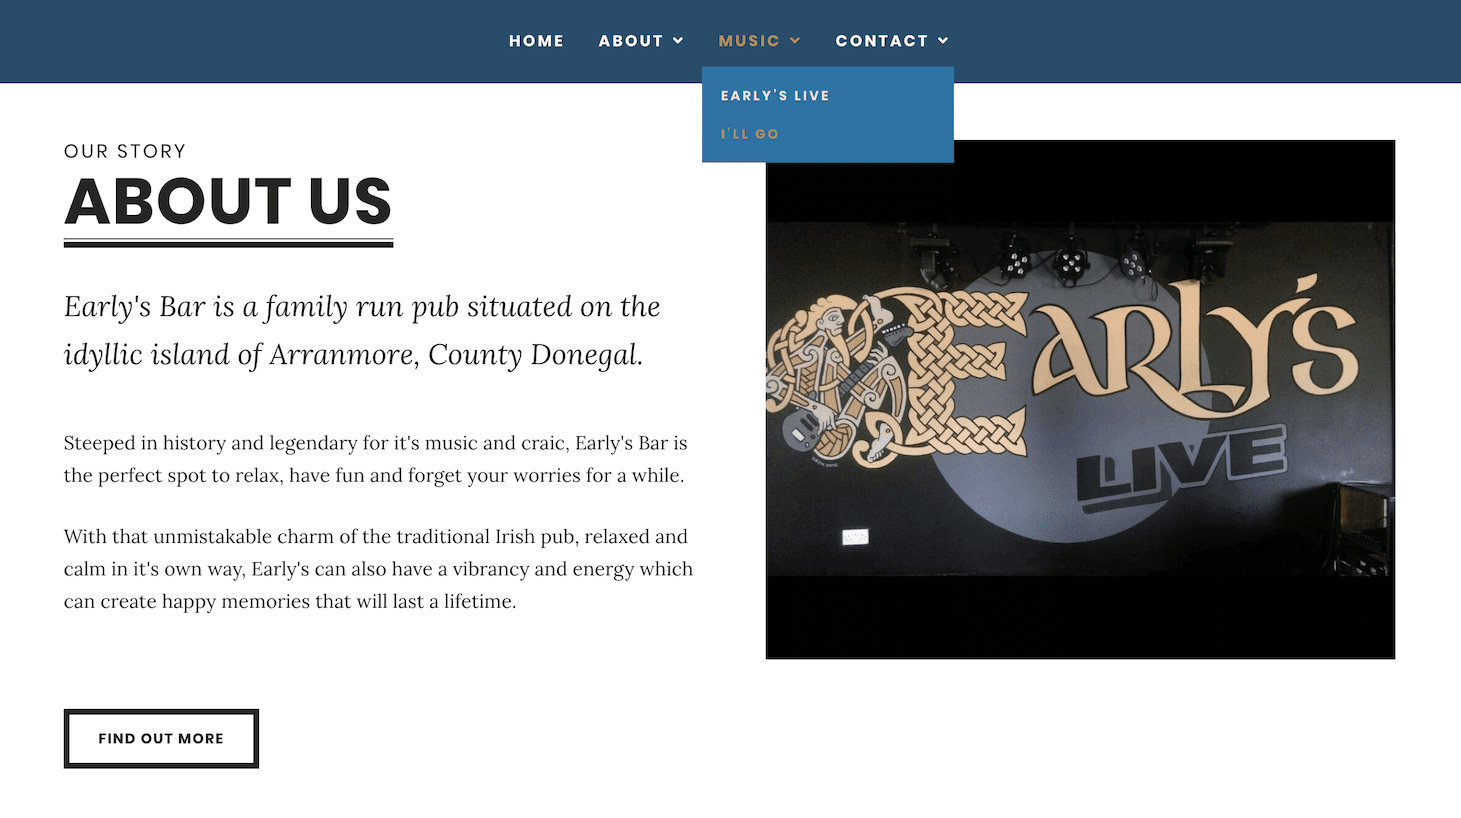 HOME ABOUT MUSIC CONTACT
EARLY'S LIVE
I'LL GO
OUR STORY
ABOUT US
Early's Bar is a family run pub situated on the
idyllic island of Arranmore, County Donegal.
Steeped in history and legendary for it's music and craic, Early's Bar is
the perfect spot to relax, have fun and forget your worries for a while.
With that unmistakable charm of the traditional Irish pub, relaxed and
calm in it's own way, Early's can also have a vibrancy and energy which
can create happy memories that will last a lifetime.
FIND OUT MORE
EARLY'S
LIVE